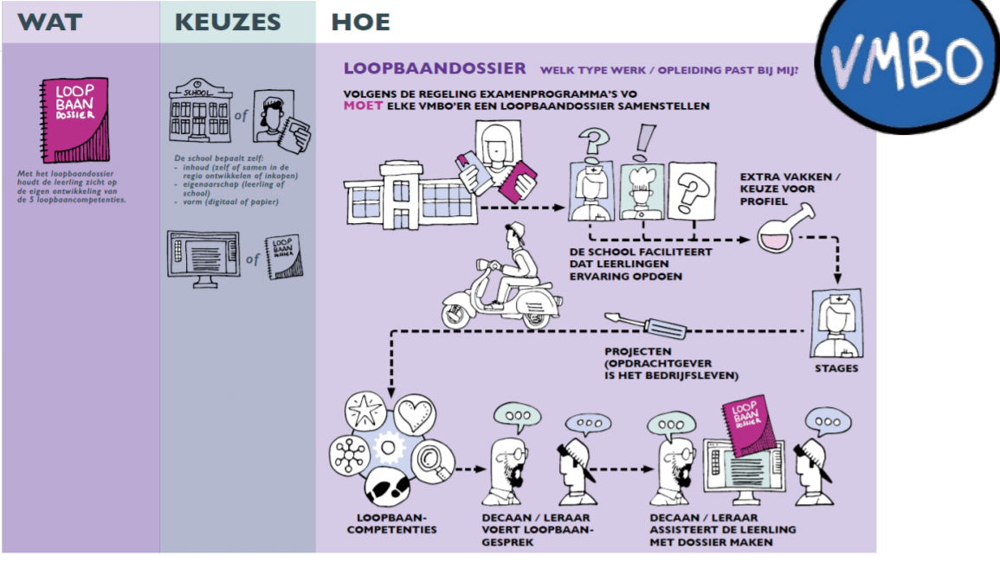 WAT
KEUZES
HOE
VMBO
LOOP
BAAN
DOSSIER
Met het loopbaandossier
houdt de leerling zicht op
de eigen ontwikkeling van
de 5 loopbaancompetenties.
SCHOOL
of
De school bepaalt zelf:
- inhoud (zelf of samen in de
regio ontwikkelen of inkopen)
- eigenaarschap (leerling of
school)
- vorm (digitaal of papier)
of
LOOP
BAAN
DOSSIER
LOOPBAANDOSSIER WELK TYPE WERK / OPLEIDING PAST BIJ MIJ?
VOLGENS DE REGELING EXAMENPROGRAMMA'S VO
MOET ELKE VMBO'ER EEN LOOPBAANDOSSIER SAMENSTELLEN
? ! ?
EXTRA VAKKEN /
KEUZE VOOR
PROFIEL
DE SCHOOL FACILITEERT
DAT LEERLINGEN
ERVARING OPDOEN
STAGES
PROJECTEN
(OPDRACHTGEVER
IS HET BEDRIJFSLEVEN)
LOOPBAAN-
COMPETENTIES
DECAAN / LERAAR
VOERT LOOPBAAN-
GESPREK
LOOP
BAAN
DOSSIER
DECAAN / LERAAR
ASSISTEERT DE LEERLING
MET DOSSIER MAKEN